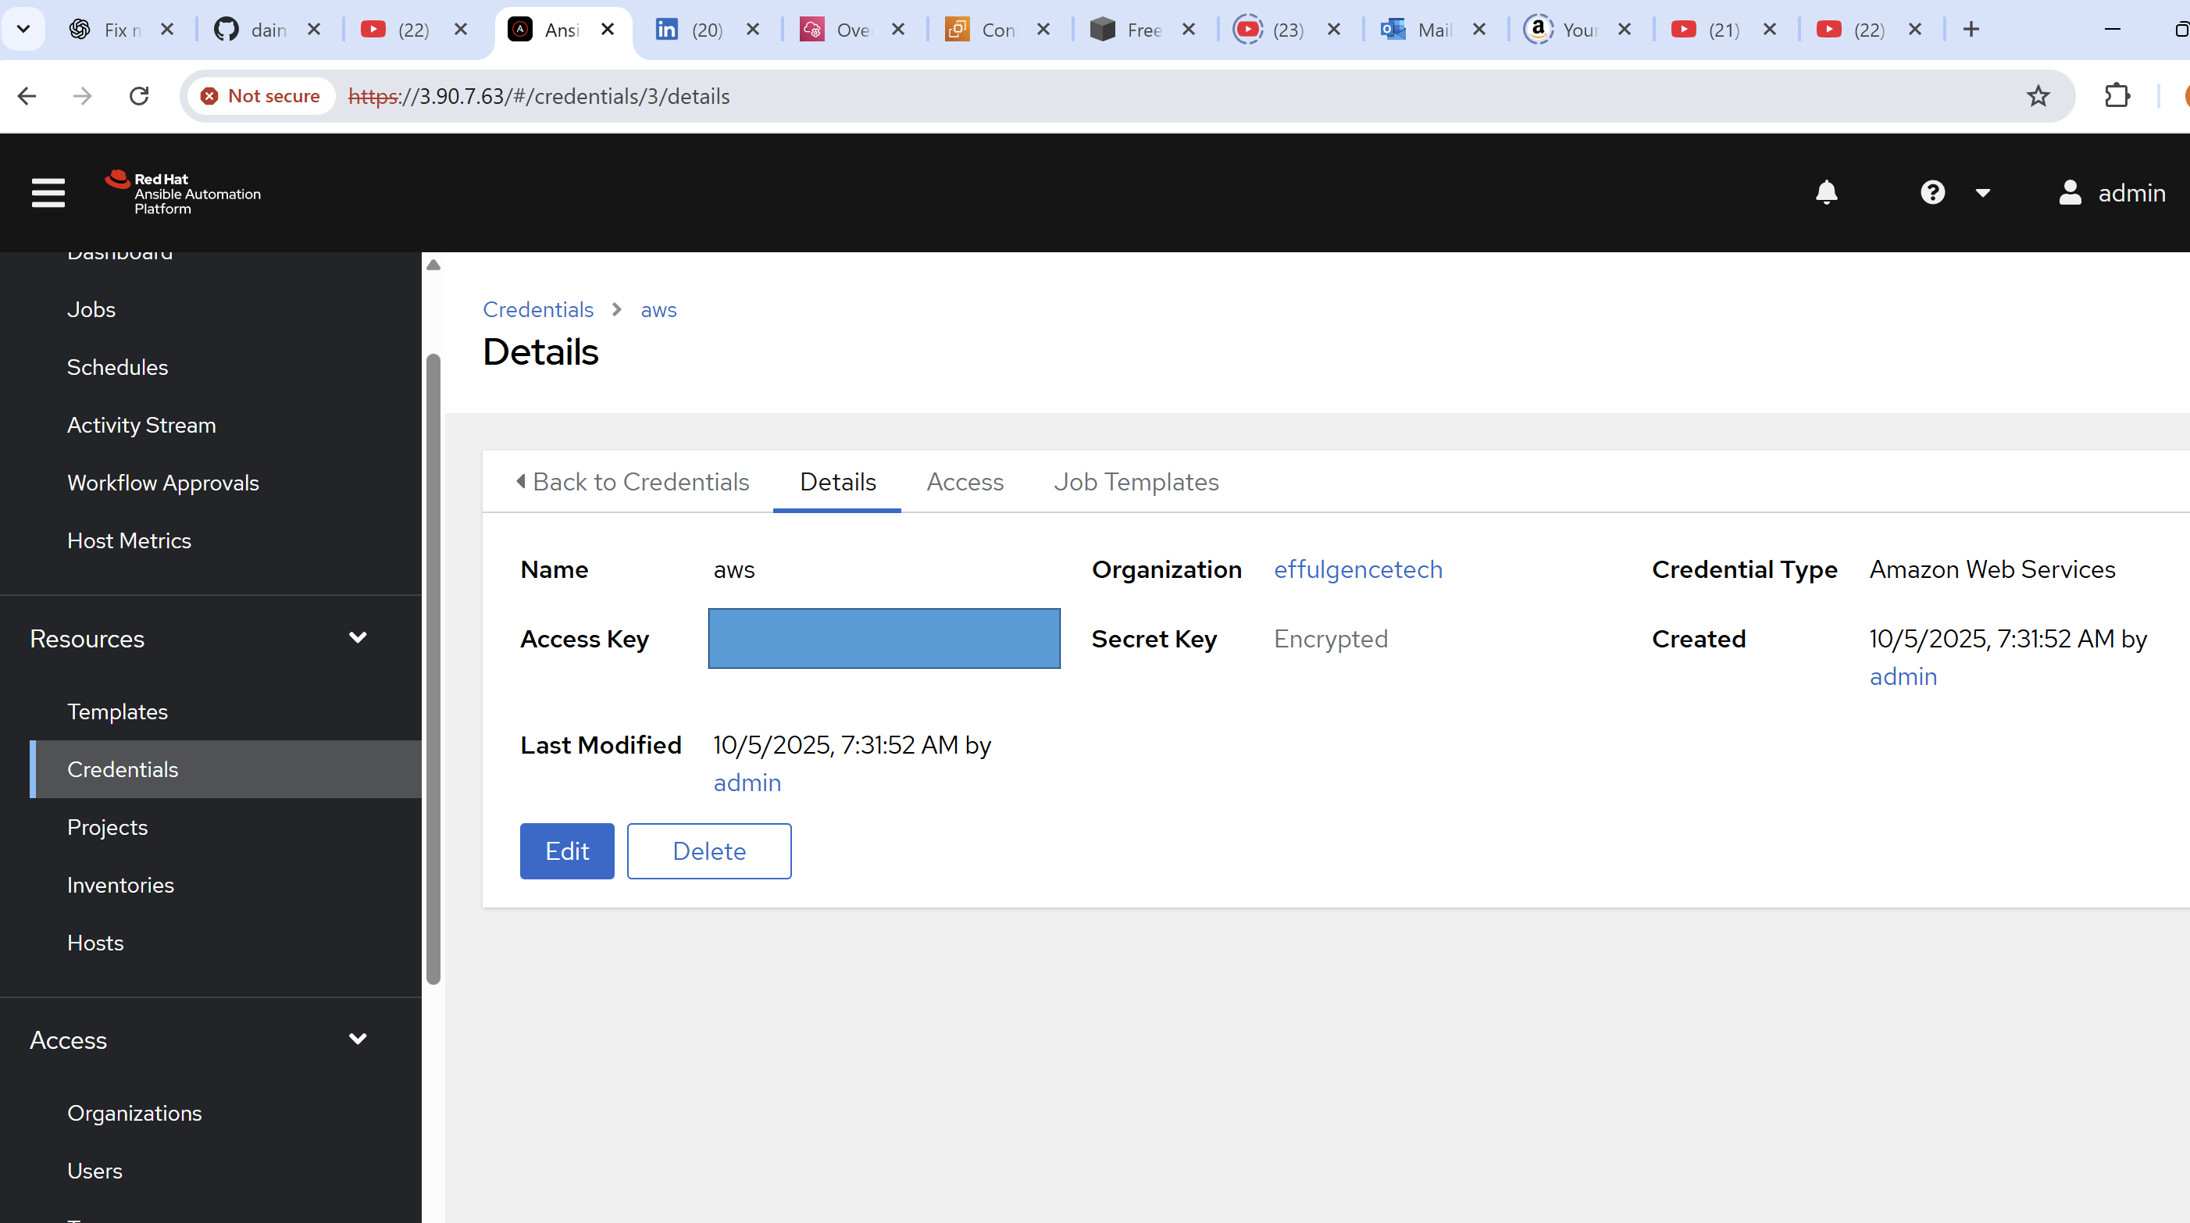 Fix n
dain
(22)
Ansi
(20)
Ove
Con
Free
(23)
Mail
Your
(21)
(22)
Not secure
https://3.90.7.63/#/credentials/3/details
Red Hat
Ansible Automation
Platform
admin
Dashboard
Jobs
Schedules
Activity Stream
Workflow Approvals
Host Metrics
Resources
Templates
Credentials
Projects
Inventories
Hosts
Access
Organizations
Users
Credentials > aws
Details
Back to Credentials
Details
Access
Job Templates
Name aws
Organization effulgencetech
Credential Type Amazon Web Services
Access Key
Secret Key Encrypted
Created 10/5/2025, 7:31:52 AM by
admin
Last Modified 10/5/2025, 7:31:52 AM by
admin
Edit
Delete